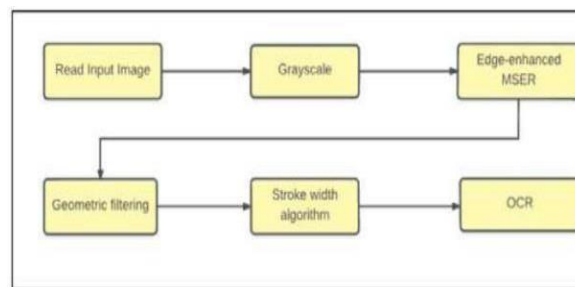 Read Input Image
Grayscale
Edge-enhanced
MSER
Geometric filtering
Stroke width
algorithm
OCR